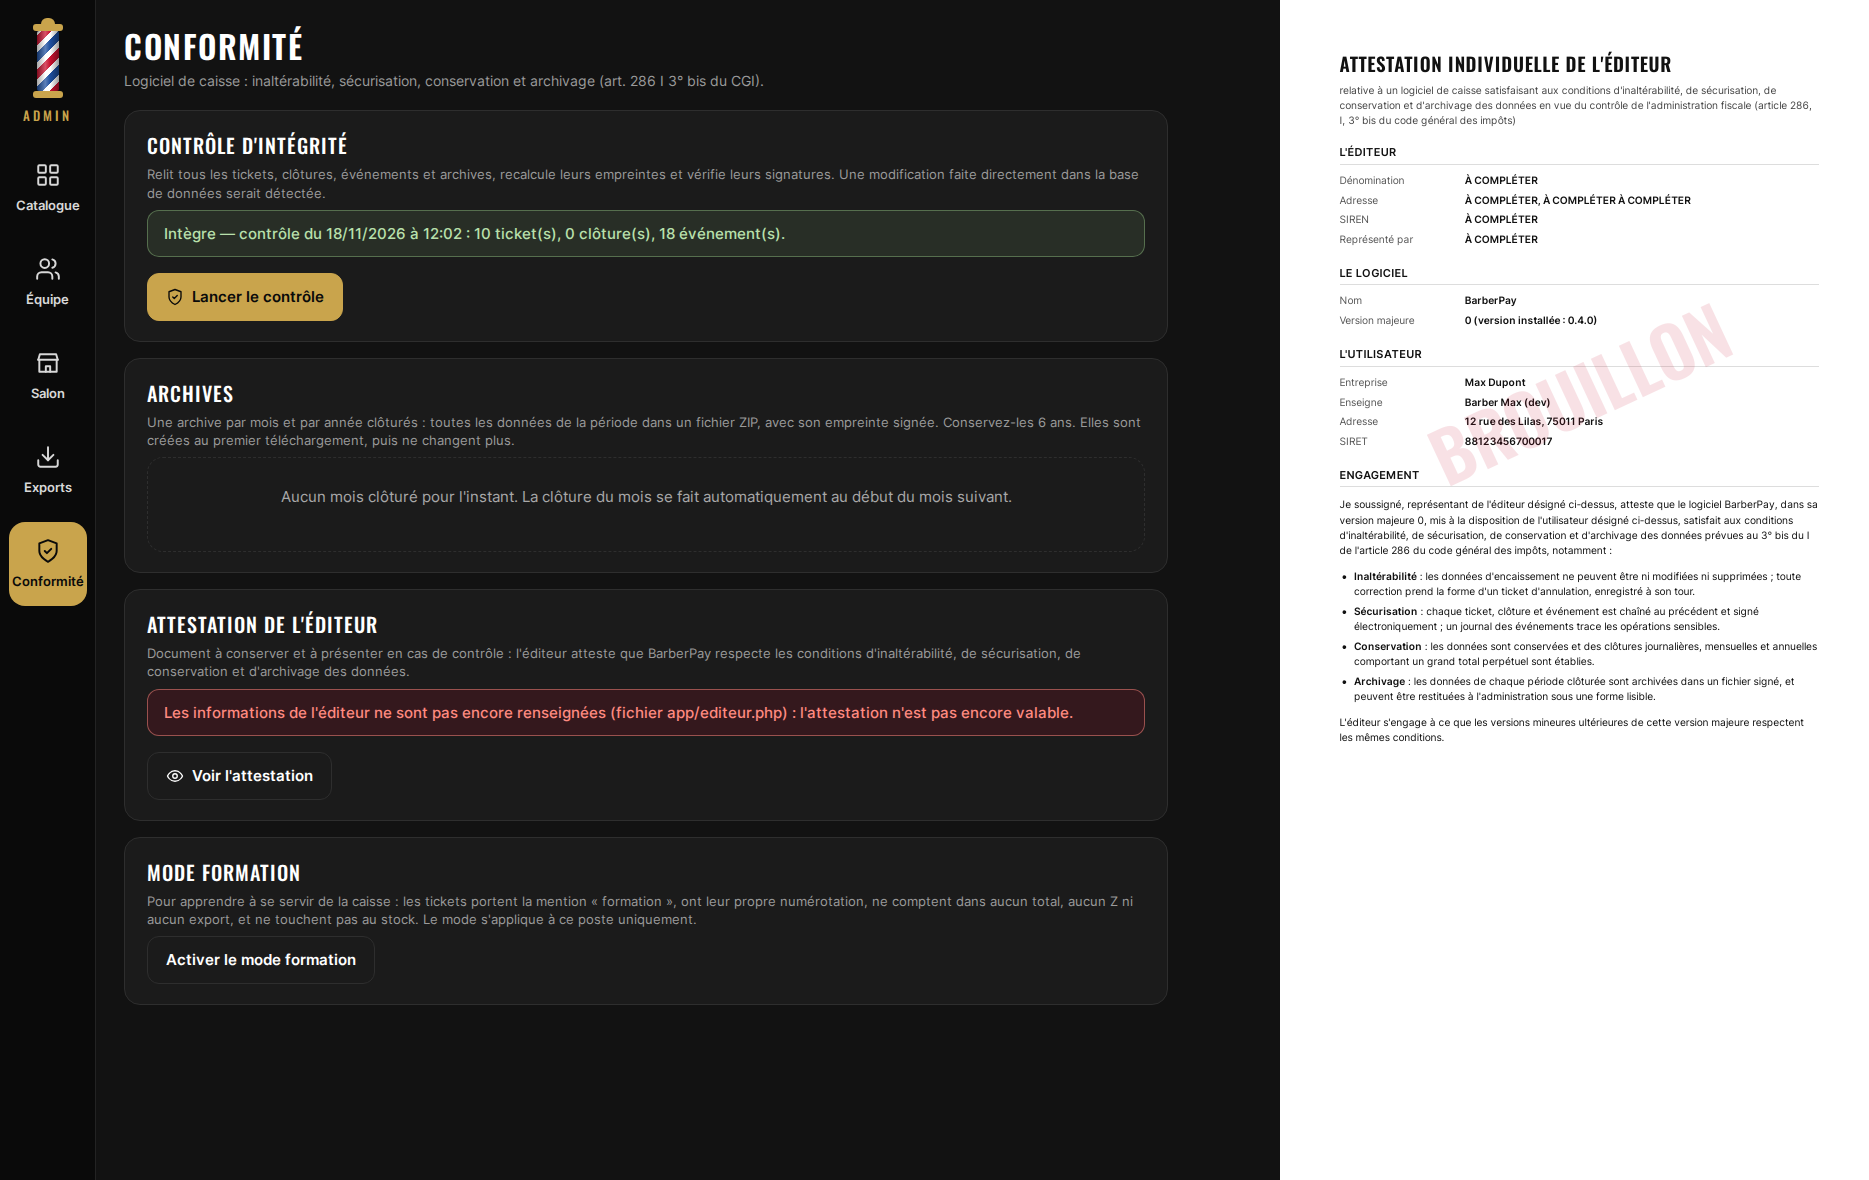 ADMIN
Catalogue
Équipe
Salon
Exports
Conformité
CONFORMITÉ
Logiciel de caisse : inaltérabilité, sécurisation, conservation et archivage (art. 286 I 3° bis du CGI).
CONTRÔLE D'INTÉGRITÉ
Relit tous les tickets, clôtures, événements et archives, recalcule leurs empreintes et vérifie leurs signatures. Une modification faite directement dans la base
de données serait détectée.
Intègre — contrôle du 18/11/2026 à 12:02 : 10 ticket(s), 0 clôture(s), 18 événement(s).
Lancer le contrôle
ARCHIVES
Une archive par mois et par année clôturés : toutes les données de la période dans un fichier ZIP, avec son empreinte signée. Conservez-les 6 ans. Elles sont
créées au premier téléchargement, puis ne changent plus.
Aucun mois clôturé pour l'instant. La clôture du mois se fait automatiquement au début du mois suivant.
ATTESTATION DE L'ÉDITEUR
Document à conserver et à présenter en cas de contrôle : l'éditeur atteste que BarberPay respecte les conditions d'inaltérabilité, de sécurisation, de
conservation et d'archivage des données.
Les informations de l'éditeur ne sont pas encore renseignées (fichier app/editeur.php) : l'attestation n'est pas encore valable.
Voir l'attestation
MODE FORMATION
Pour apprendre à se servir de la caisse : les tickets portent la mention « formation », ont leur propre numérotation, ne comptent dans aucun total, aucun Z ni
aucun export, et ne touchent pas au stock. Le mode s'applique à ce poste uniquement.
Activer le mode formation
ATTESTATION INDIVIDUELLE DE L'ÉDITEUR
relative à un logiciel de caisse satisfaisant aux conditions d'inaltérabilité, de sécurisation, de
conservation et d'archivage des données en vue du contrôle de l'administration fiscale (article 286,
I, 3° bis du code général des impôts)
L'ÉDITEUR
Dénomination À COMPLÉTER
Adresse À COMPLÉTER, À COMPLÉTER À COMPLÉTER
SIREN À COMPLÉTER
Représenté par À COMPLÉTER
LE LOGICIEL
Nom BarberPay
Version majeure 0 (version installée : 0.4.0)
L'UTILISATEUR
Entreprise Max Dupont
Enseigne Barber Max (dev)
Adresse 12 rue des Lilas, 75011 Paris
SIRET 88123456700017
BROUILLON
ENGAGEMENT
Je soussigné, représentant de l'éditeur désigné ci-dessus, atteste que le logiciel BarberPay, dans sa
version majeure 0, mis à la disposition de l'utilisateur désigné ci-dessus, satisfait aux conditions
d'inaltérabilité, de sécurisation, de conservation et d'archivage des données prévues au 3° bis du I
de l'article 286 du code général des impôts, notamment :
• Inaltérabilité : les données d'encaissement ne peuvent être ni modifiées ni supprimées ; toute
correction prend la forme d'un ticket d'annulation, enregistré à son tour.
• Sécurisation : chaque ticket, clôture et événement est chaîné au précédent et signé
électroniquement ; un journal des événements trace les opérations sensibles.
• Conservation : les données sont conservées et des clôtures journalières, mensuelles et annuelles
comportant un grand total perpétuel sont établies.
• Archivage : les données de chaque période clôturée sont archivées dans un fichier signé, et
peuvent être restituées à l'administration sous une forme lisible.
L'éditeur s'engage à ce que les versions mineures ultérieures de cette version majeure respectent
les mêmes conditions.